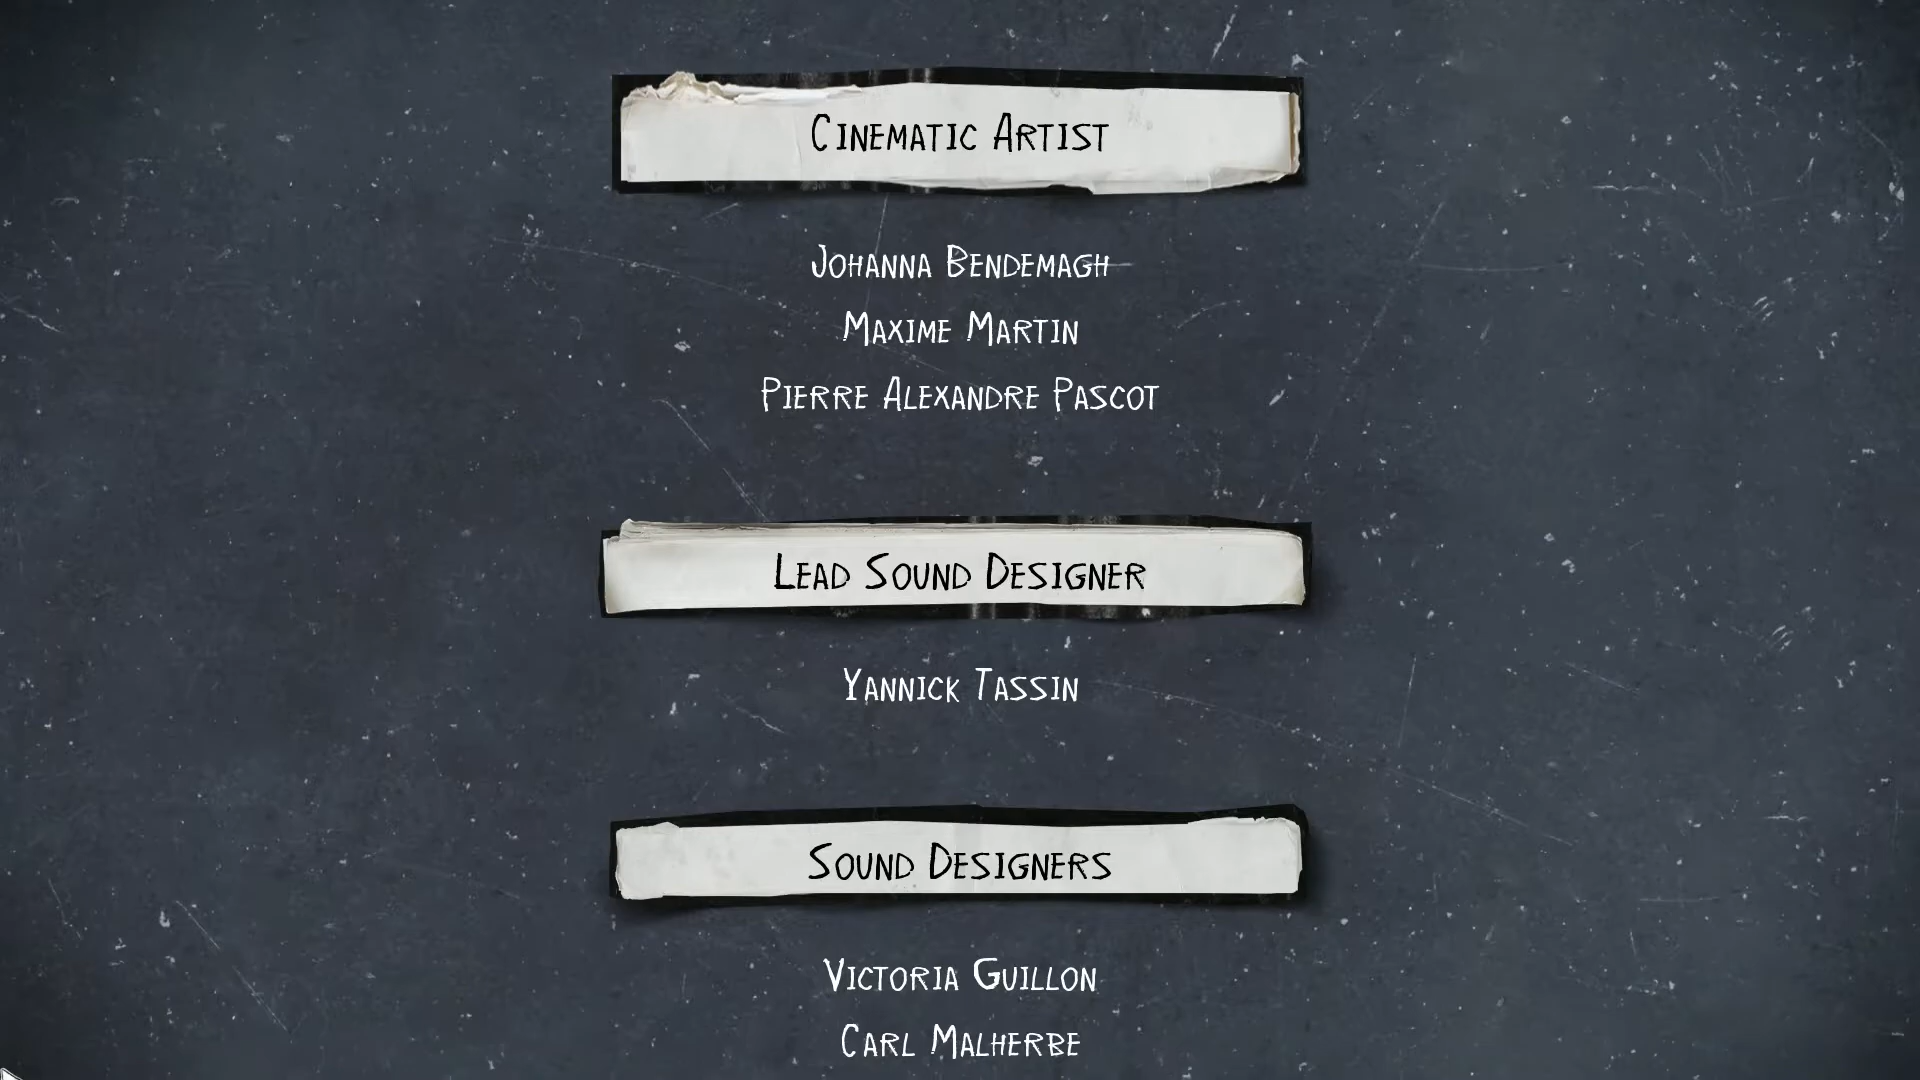 Cinematic Artist
Johanna Bendemagh
Maxime Martin
Pierre Alexandre Pascot
Lead Sound Designer
Yannick Tassin
Sound Designers
Victoria Guillon
Carl Malherbe